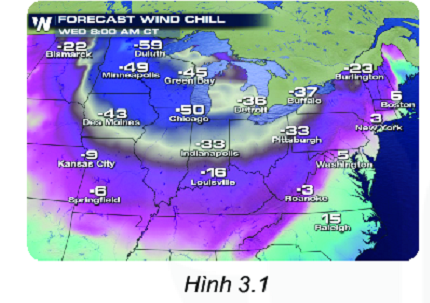 W FORECAST WIND CHILL
WED 6:00 AM CT
-22
Bismarck
-59
Duluth
-49
Minneapolis
-45
Green Bay
-23
Burlington
-37
Buffalo
-36
Detroit
6
Boston
-43
Des Moines
-50
Chicago
3
New York
-33
Indianapolis
-33
Pittsburgh
-9
Kansas City
5
Washington
-16
Louisville
-6
Springfield
-3
Roanoke
15
Raleigh
Hình 3.1